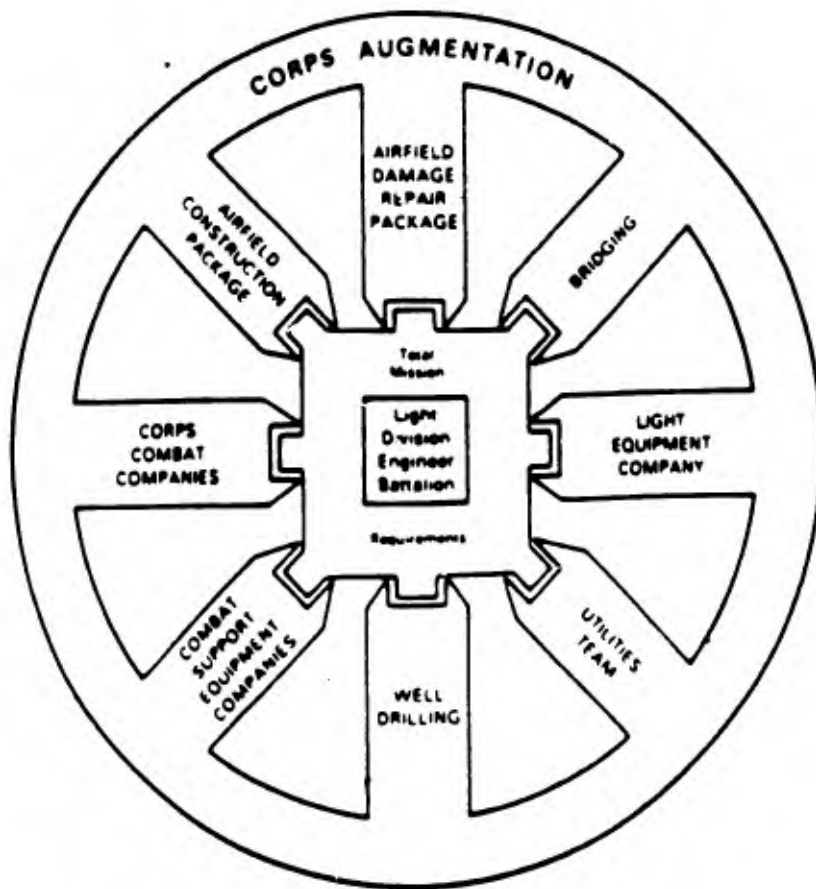 CORPS AUGMENTATION
AIRFIELD
DAMAGE
REPAIR
PACKAGE
BRIDGING
LIGHT
EQUIPMENT
COMPANY
UTILITIES
TEAM
WELL
DRILLING
COMBAT
SUPPORT
EQUIPMENT
COMPANIES
CORPS
COMBAT
COMPANIES
AIRFIELD
CONSTRUCTION
PACKAGE
Total
Mission
Light
Division
Engineer
Battalion
Requirements